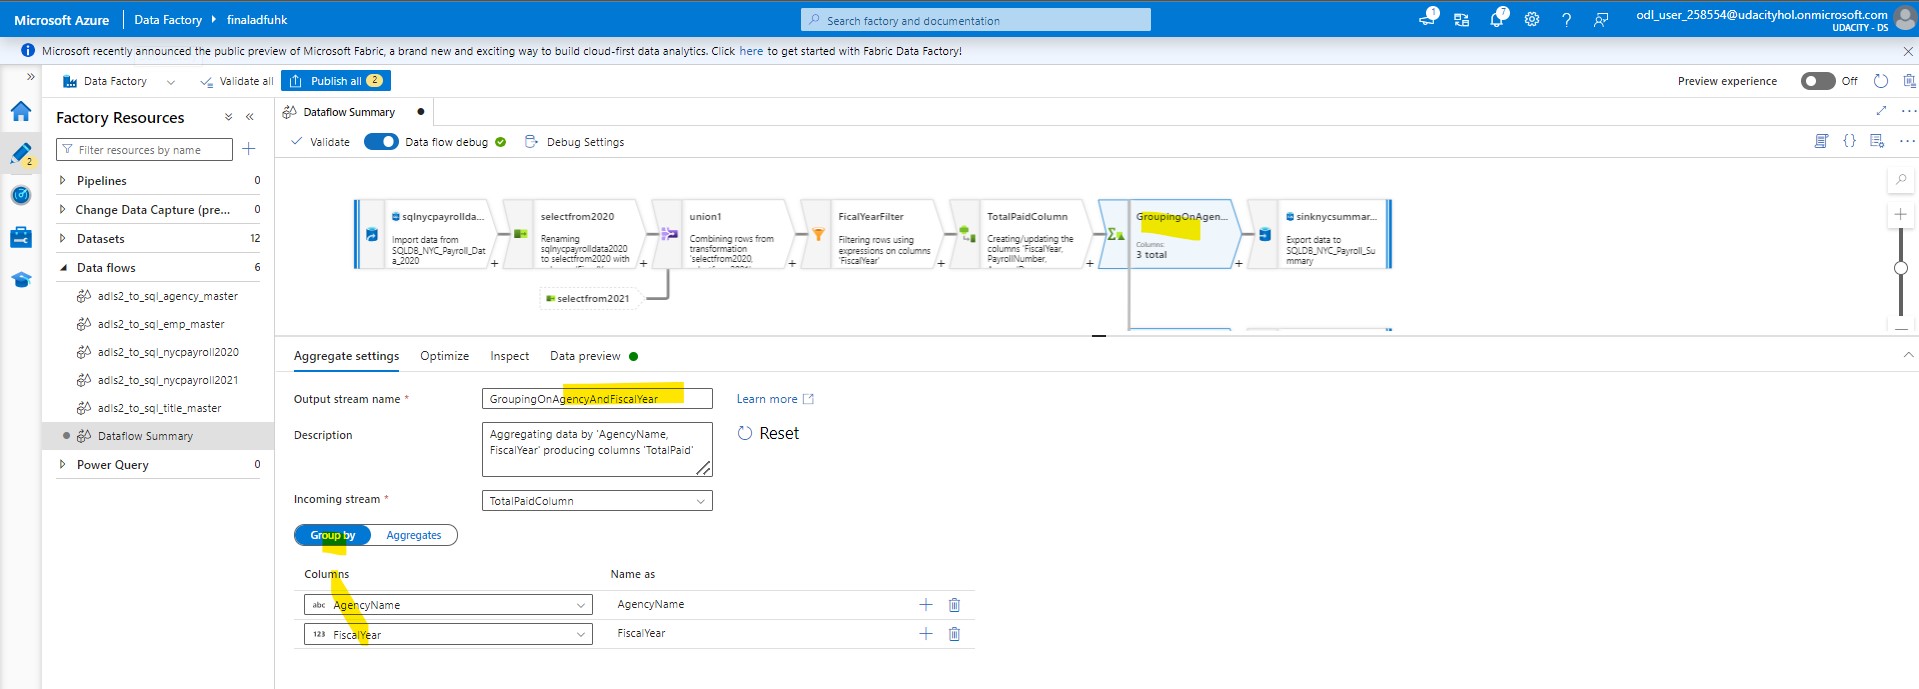 Microsoft Azure
Data Factory
finaladfuhk
Search factory and documentation
1
7
odl_user_258554@udacityhol.onmicrosoft.com
UDACITY - DS
Microsoft recently announced the public preview of Microsoft Fabric, a brand new and exciting way to build cloud-first data analytics. Click here to get started with Fabric Data Factory!
Data Factory
Validate all
Publish all 2
Preview experience
Off
2
Factory Resources
Filter resources by name
Pipelines 0
Change Data Capture (pre... 0
Datasets 12
Data flows 6
adls2_to_sql_agency_master
adls2_to_sql_emp_master
adls2_to_sql_nycpayroll2020
adls2_to_sql_nycpayroll2021
adls2_to_sql_title_master
Dataflow Summary
Power Query 0
Dataflow Summary
Validate
Data flow debug
Debug Settings
sqlnycpayrollda...
Import data from
SQLDB_NYC_Payroll_Dat
a_2020
selectfrom2020
Renaming
sqlnycpayrolldata2020
to selectfrom2020 with
union1
Combining rows from
transformation
'selectfrom2020,
FicalYearFilter
Filtering rows using
expressions on columns
'FiscalYear'
TotalPaidColumn
Creating/updating the
columns 'FiscalYear,
PayrollNumber,
GroupingOnAgen...
Columns:
3 total
sinknycsummar...
Export data to
SQLDB_NYC_Payroll_Su
mmary
selectfrom2021
Aggregate settings
Optimize
Inspect
Data preview
Output stream name *
GroupingOnAgencyAndFiscalYear
Learn more
Description
Aggregating data by 'AgencyName,
FiscalYear' producing columns 'TotalPaid'
Reset
Incoming stream *
TotalPaidColumn
Group by
Aggregates
Columns
Name as
abc AgencyName
AgencyName
123 FiscalYear
FiscalYear